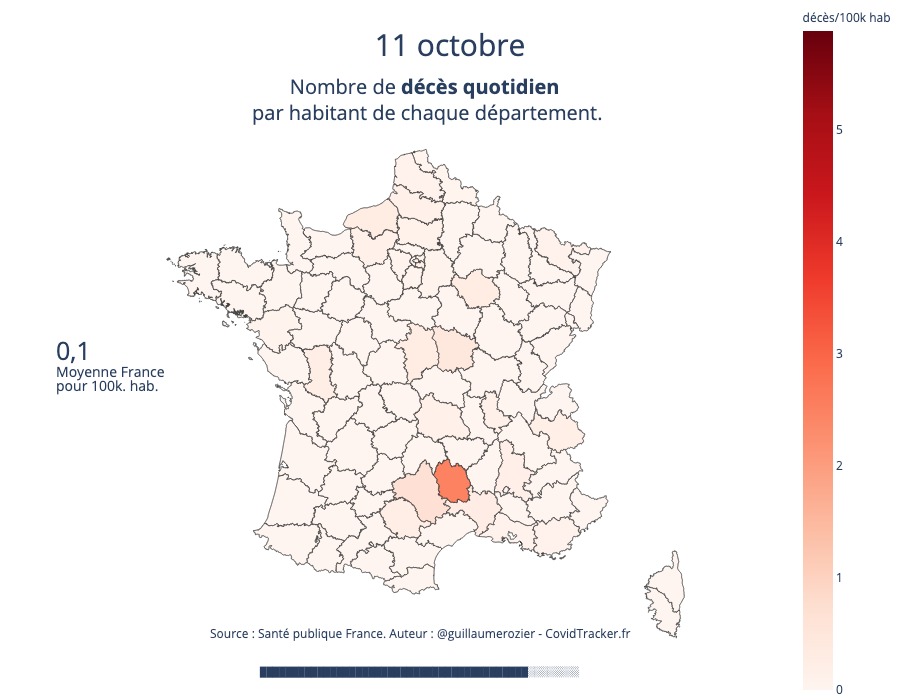 décès/100k hab
11 octobre
Nombre de décès quotidien
par habitant de chaque département.
5
4
3
2
1
0
0,1
Moyenne France
pour 100k. hab.
Source : Santé publique France. Auteur : @guillaumerozier - CovidTracker.fr